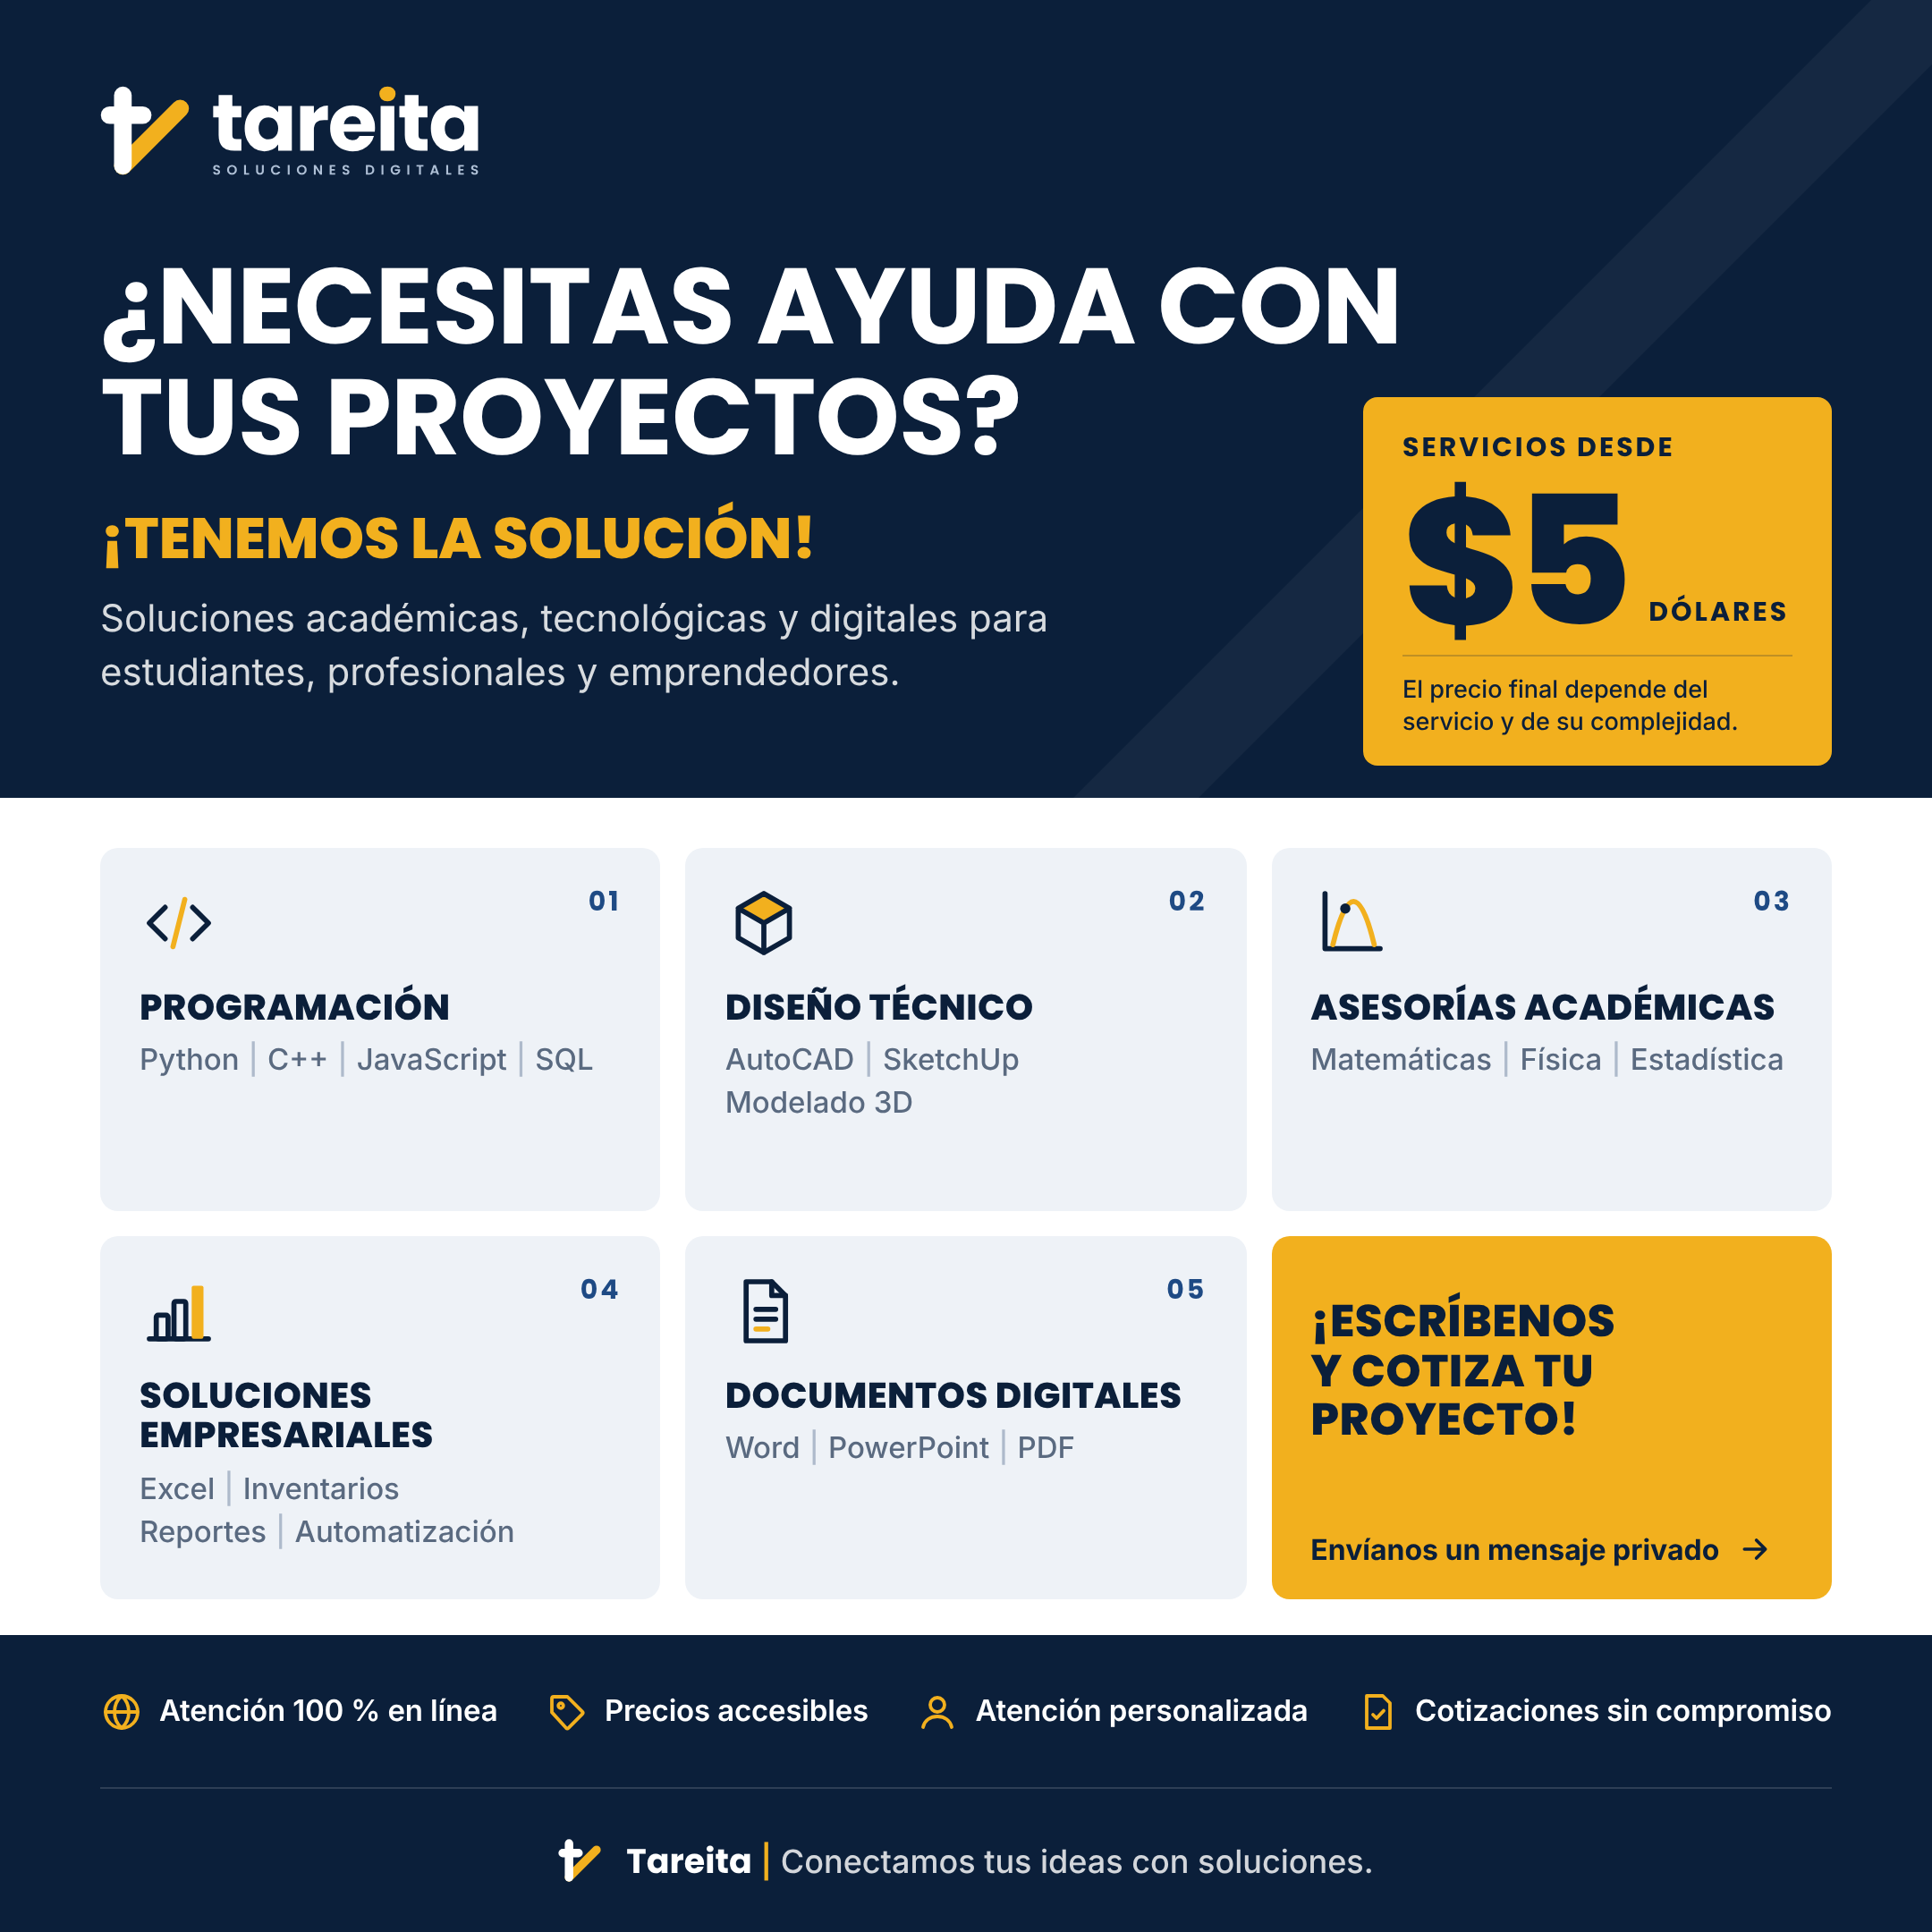 tareita
SOLUCIONES DIGITALES
¿NECESITAS AYUDA CON
TUS PROYECTOS?
¡TENEMOS LA SOLUCIÓN!
Soluciones académicas, tecnológicas y digitales para
estudiantes, profesionales y emprendedores.
SERVICIOS DESDE
$5 DÓLARES
El precio final depende del
servicio y de su complejidad.
01
PROGRAMACIÓN
Python | C++ | JavaScript | SQL
02
DISEÑO TÉCNICO
AutoCAD | SketchUp
Modelado 3D
03
ASESORÍAS ACADÉMICAS
Matemáticas | Física | Estadística
04
SOLUCIONES
EMPRESARIALES
Excel | Inventarios
Reportes | Automatización
05
DOCUMENTOS DIGITALES
Word | PowerPoint | PDF
¡ESCRÍBENOS
Y COTIZA TU
PROYECTO!
Envíanos un mensaje privado →
Atención 100 % en línea
Precios accesibles
Atención personalizada
Cotizaciones sin compromiso
Tareita | Conectamos tus ideas con soluciones.